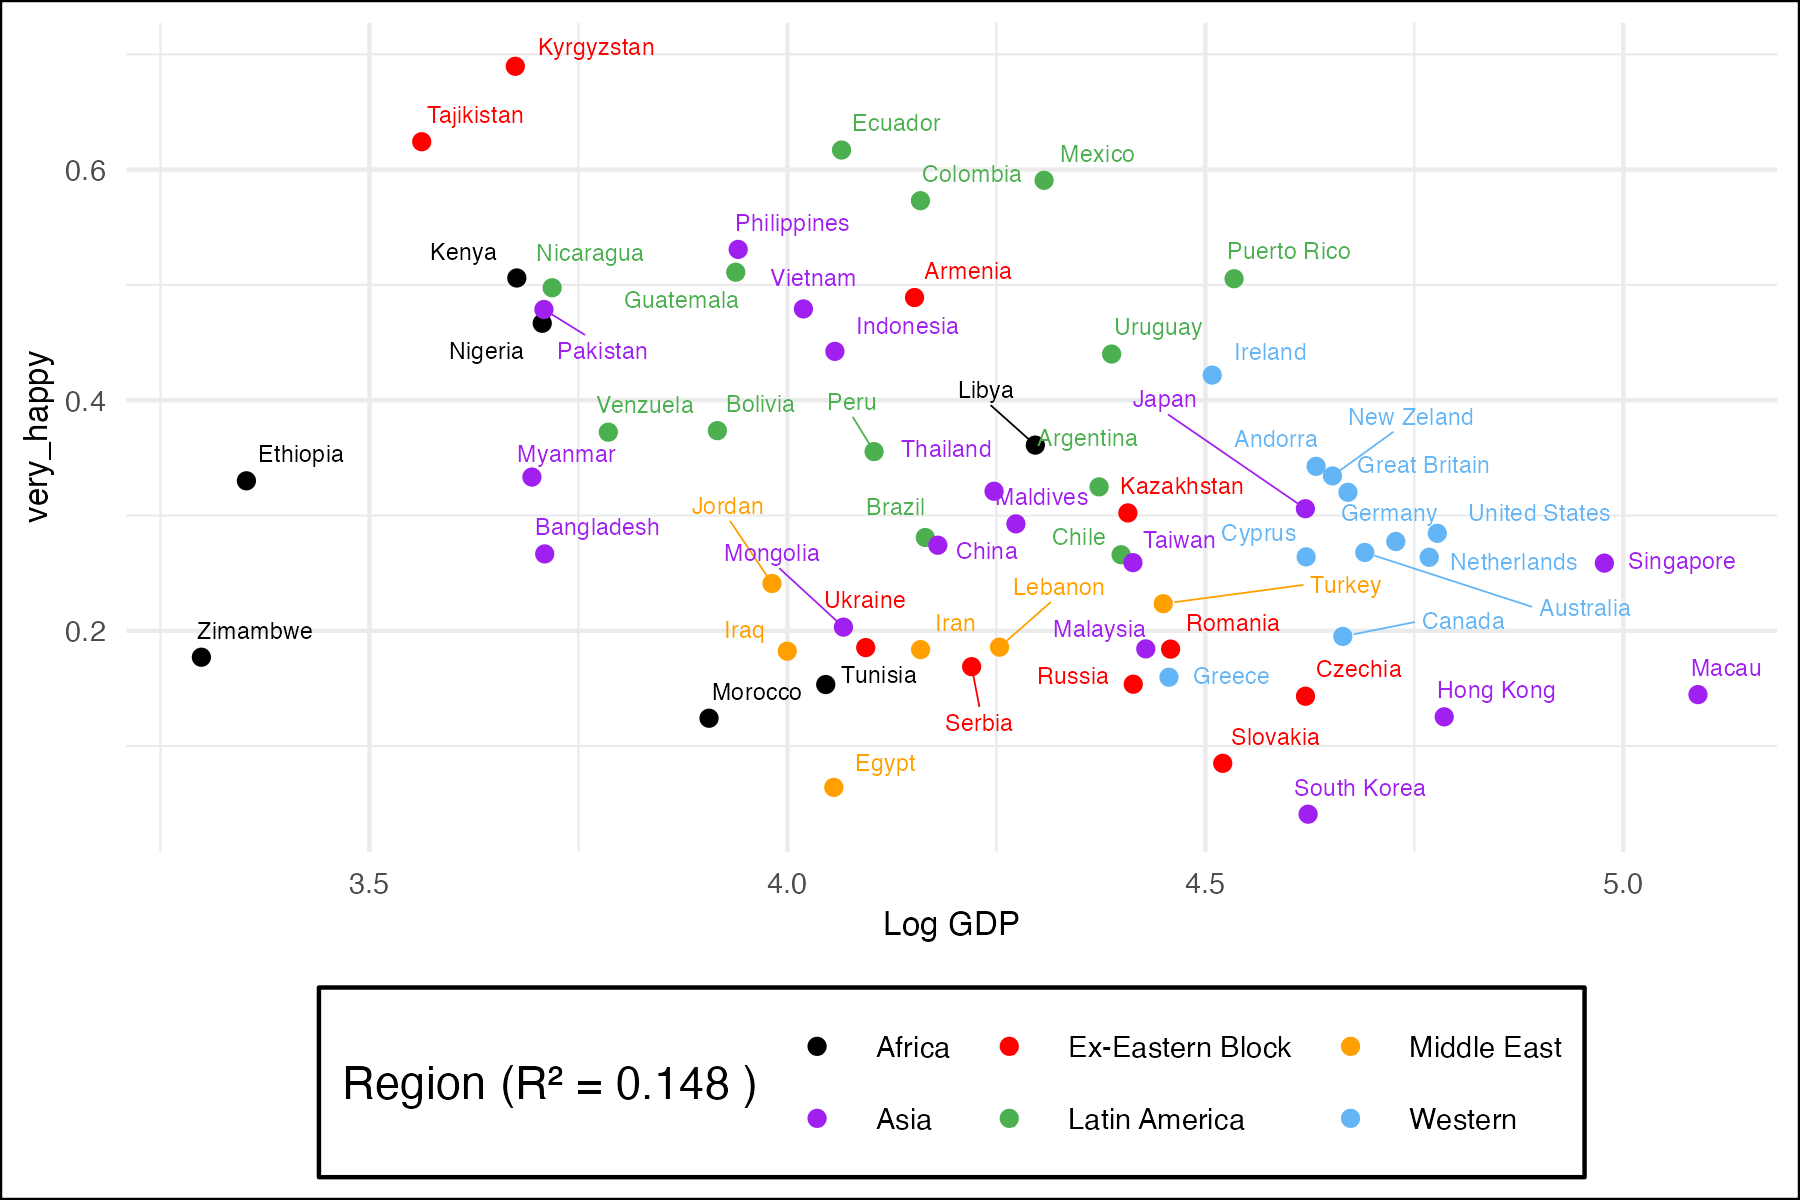 Kyrgyzstan
Tajikistan
Ecuador
Mexico
Colombia
0.6
Philippines
Kenya
Nicaragua
Puerto Rico
Armenia
Vietnam
Guatemala
Indonesia
Uruguay
Nigeria
Pakistan
Ireland
Libya
Japan
0.4
Venzuela
Bolivia
Peru
New Zeland
Argentina
Andorra
Thailand
Ethiopia
Myanmar
Great Britain
Kazakhstan
Maldives
Jordan
Brazil
Germany
United States
Bangladesh
Cyprus
Chile
Taiwan
Mongolia
China
Netherlands
Singapore
Lebanon
Turkey
Ukraine
Australia
Zimambwe
0.2
Iraq
Iran
Malaysia
Romania
Canada
Tunisia
Russia
Greece
Czechia
Macau
Morocco
Hong Kong
Serbia
Slovakia
Egypt
South Korea
very_happy
3.5
4.0
4.5
5.0
Log GDP
Region (R² = 0.148 )
Africa
Ex-Eastern Block
Middle East
Asia
Latin America
Western